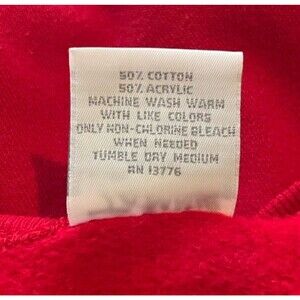 50% COTTON
50% ACRYLIC
MACHINE WASH WARM
WITH LIKE COLORS
ONLY NON-CHLORINE BLEACH
WHEN NEEDED
TUMBLE DRY MEDIUM
RN 13776